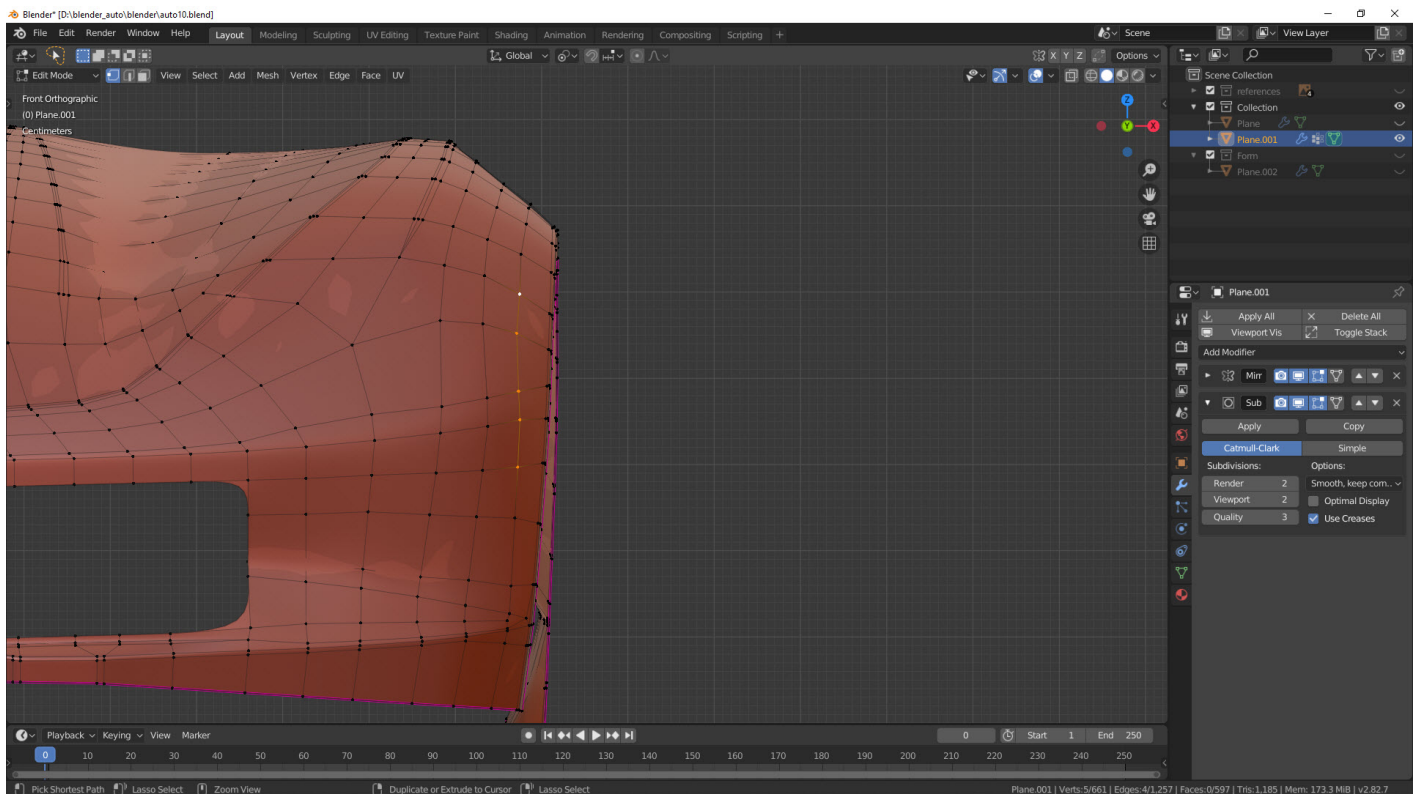 Blender* [D:\blender_auto\blender\auto10.blend]
File Edit Render Window Help Layout Modeling Sculpting UV Editing Texture Paint Shading Animation Rendering Compositing Scripting + Scene View Layer
Global X Y Z Options
Edit Mode View Select Add Mesh Vertex Edge Face UV
Front Orthographic
(0) Plane.001
Centimeters
Z
Y
X
Scene Collection
references 4
Collection
Plane
Plane.001
Form
Plane.002
Plane.001
Apply All Delete All
Viewport Vis Toggle Stack
Add Modifier
Mirr
Sub
Apply Copy
Catmull-Clark Simple
Subdivisions: Options:
Render 2 Smooth, keep corn..
Viewport 2 Optimal Display
Quality 3 Use Creases
Playback Keying View Marker 0 Start 1 End 250
0 10 20 30 40 50 60 70 80 90 100 110 120 130 140 150 160 170 180 190 200 210 220 230 240 250
Pick Shortest Path Lasso Select Zoom View Duplicate or Extrude to Cursor Lasso Select Plane.001 | Verts:5/661 | Edges:4/1,257 | Faces:0/597 | Tris:1,185 | Mem: 173.3 MiB | v2.82.7